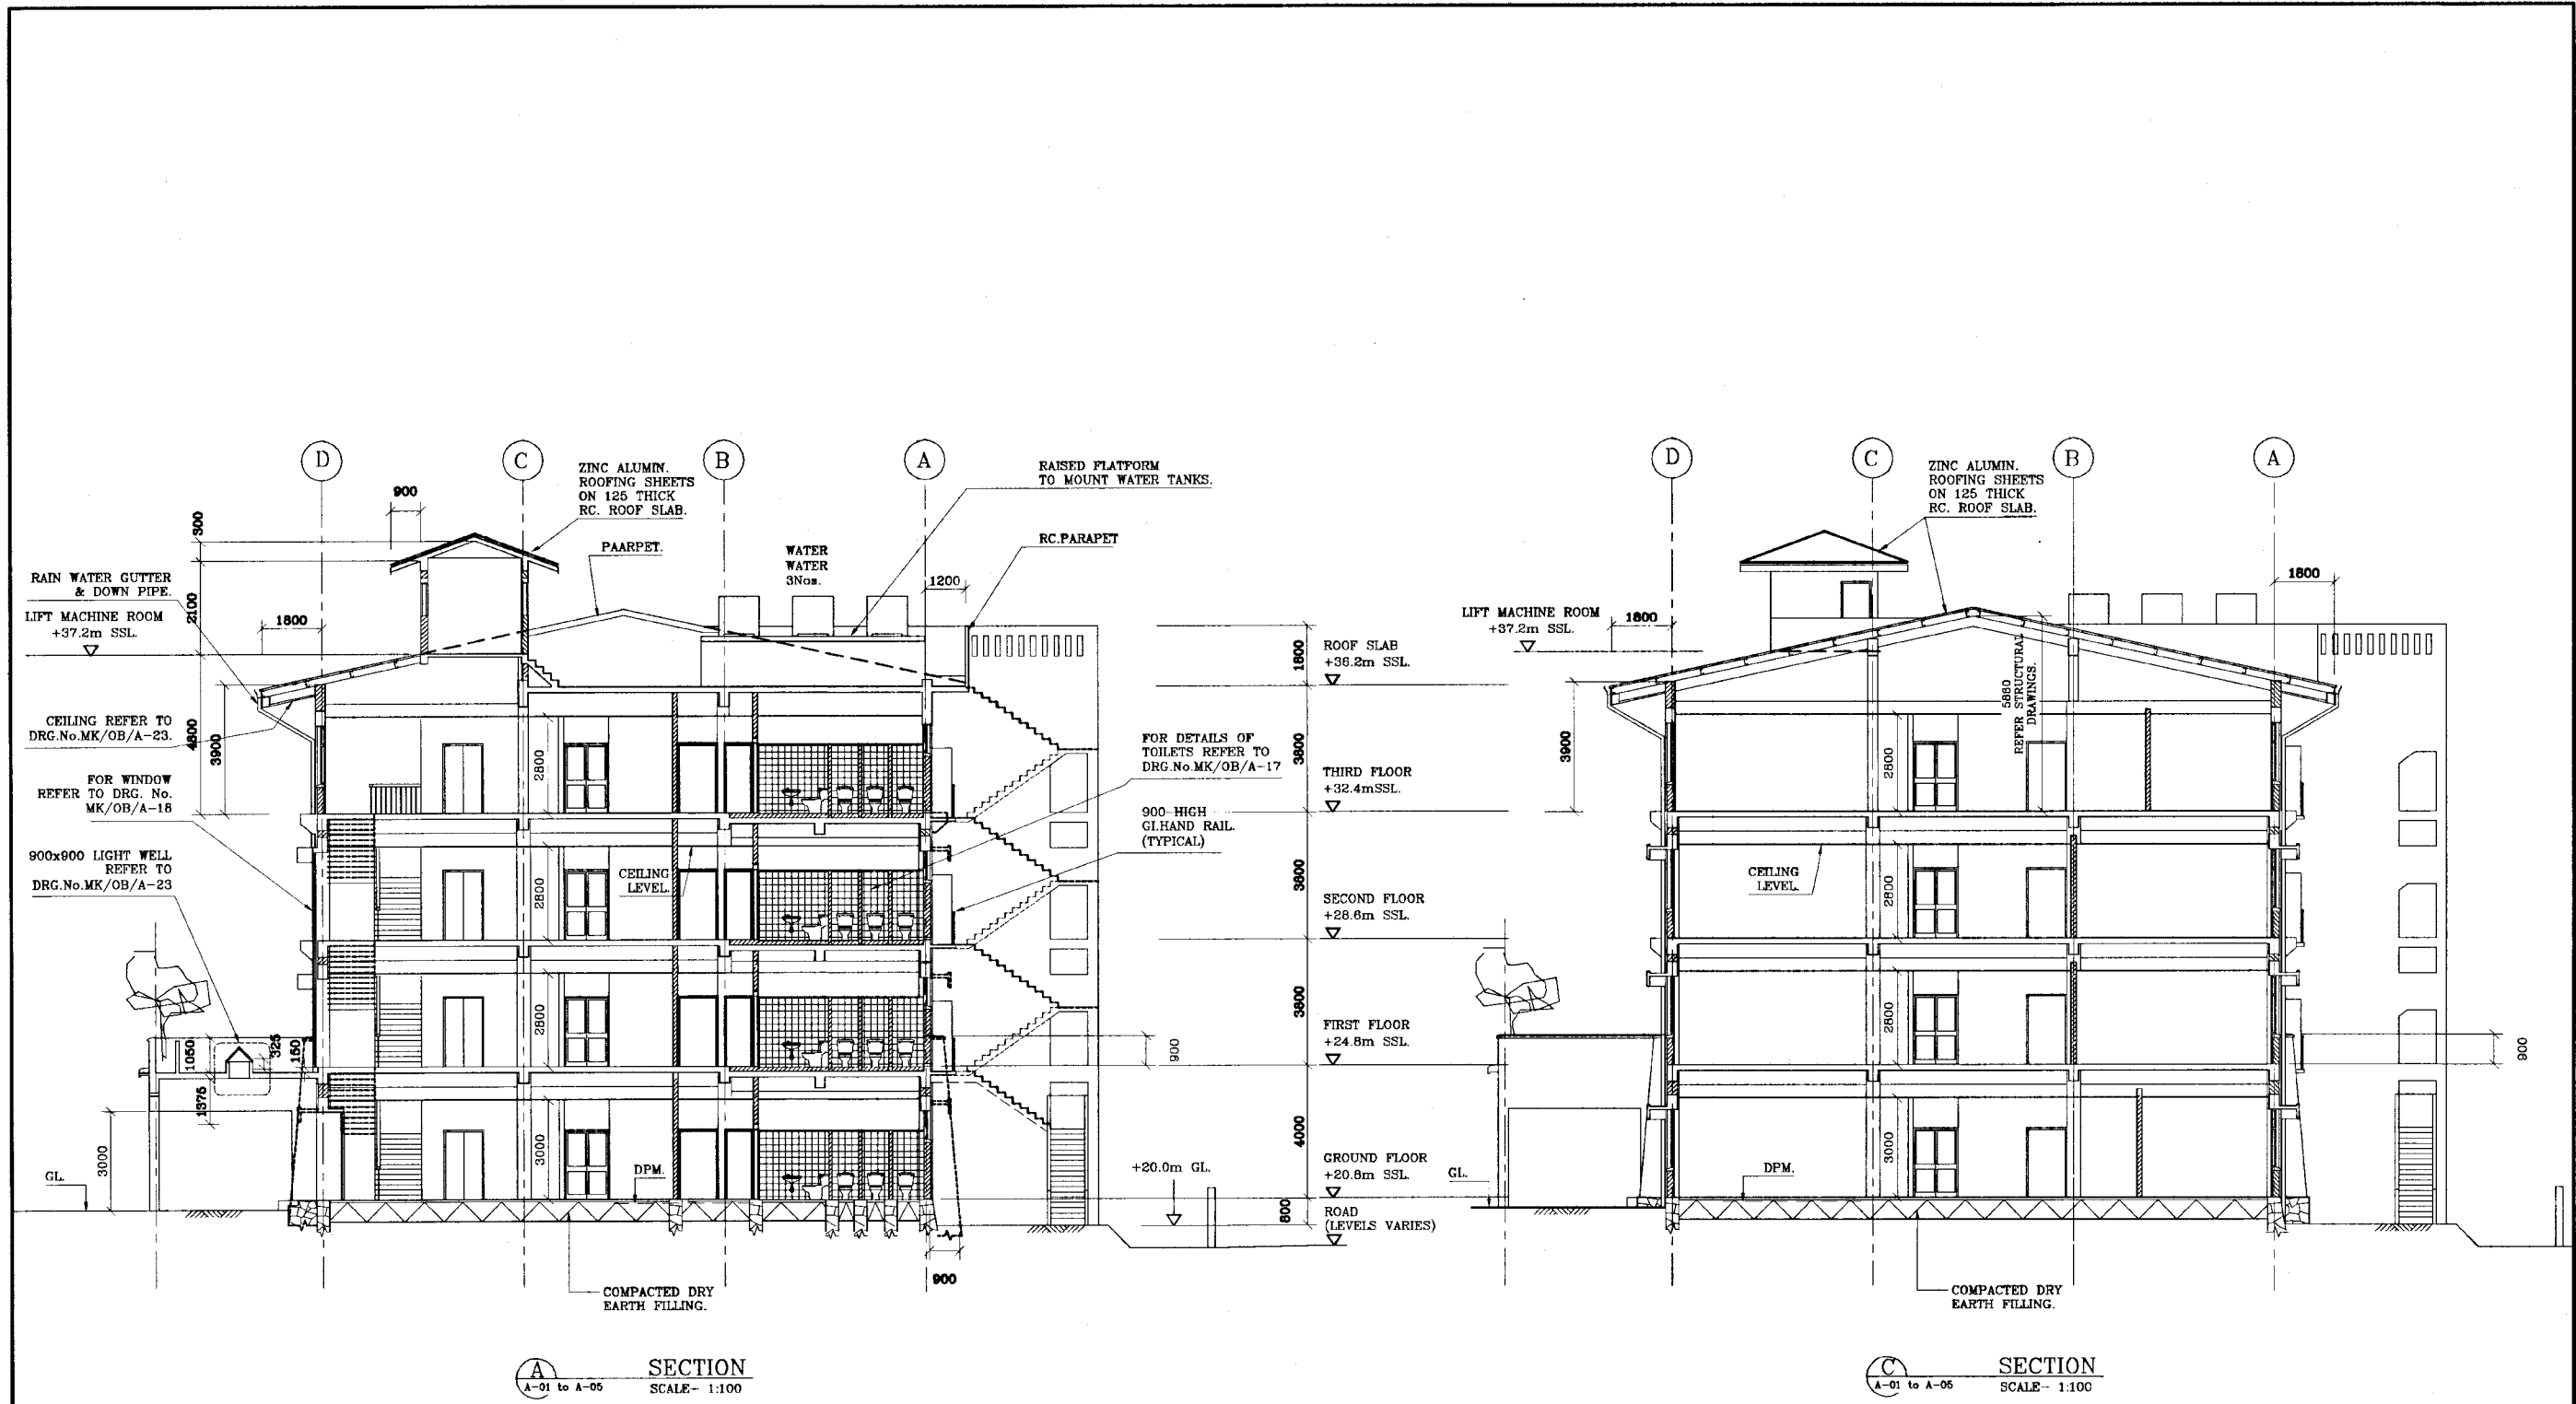 D
C
B
A
ZINC ALUMIN.
ROOFING SHEETS
ON 125 THICK
RC. ROOF SLAB.
RAISED FLATFORM
TO MOUNT WATER TANKS.
900
300
PAARPET.
WATER
WATER
3Nos.
RC.PARAPET
1200
RAIN WATER GUTTER
& DOWN PIPE.
2100
LIFT MACHINE ROOM
+37.2m SSL.
1800
CEILING REFER TO
DRG.No.MK/OB/A-23.
4800
3900
FOR WINDOW
REFER TO DRG. No.
MK/OB/A-18
900x900 LIGHT WELL
REFER TO
DRG.No.MK/OB/A-23
2800
2800
2800
3000
CEILING
LEVEL.
FOR DETAILS OF
TOILETS REFER TO
DRG.No.MK/OB/A-17
900-HIGH
GI.HAND RAIL.
(TYPICAL)
1050
325
150
1375
3000
GL.
DPM.
900
900
COMPACTED DRY
EARTH FILLING.
+20.0m GL.
1800
ROOF SLAB
+36.2m SSL.
3800
THIRD FLOOR
+32.4mSSL.
3800
SECOND FLOOR
+28.6m SSL.
3800
FIRST FLOOR
+24.8m SSL.
4000
GROUND FLOOR
+20.8m SSL.
800
ROAD
(LEVELS VARIES)
A
A-01 to A-05
SECTION
SCALE- 1:100
D
C
B
A
ZINC ALUMIN.
ROOFING SHEETS
ON 125 THICK
RC. ROOF SLAB.
LIFT MACHINE ROOM
+37.2m SSL.
1800
1800
5880
REFER STRUCTURAL
DRAWINGS.
3900
2800
2800
2800
3000
CEILING
LEVEL.
900
GL.
DPM.
COMPACTED DRY
EARTH FILLING.
C
A-01 to A-05
SECTION
SCALE- 1:100